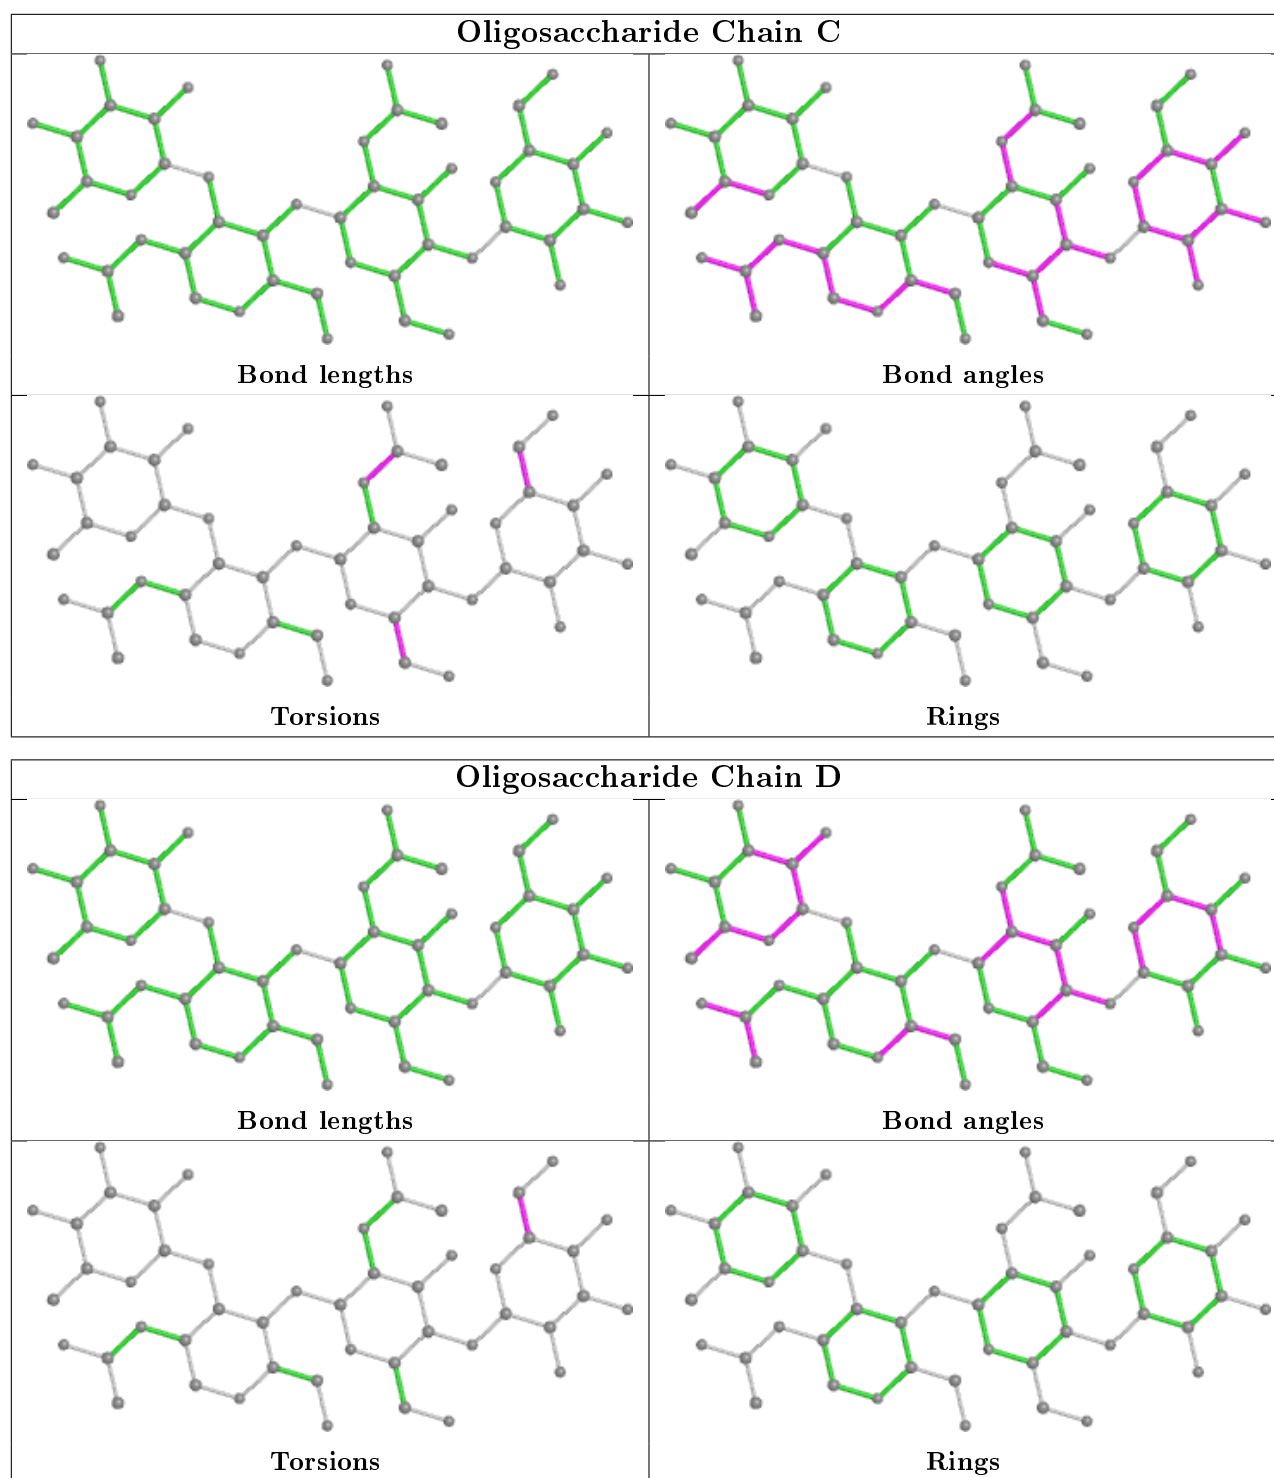 Oligosaccharide Chain C
Bond lengths
Bond angles
Torsions
Rings
Oligosaccharide Chain D
Bond lengths
Bond angles
Torsions
Rings